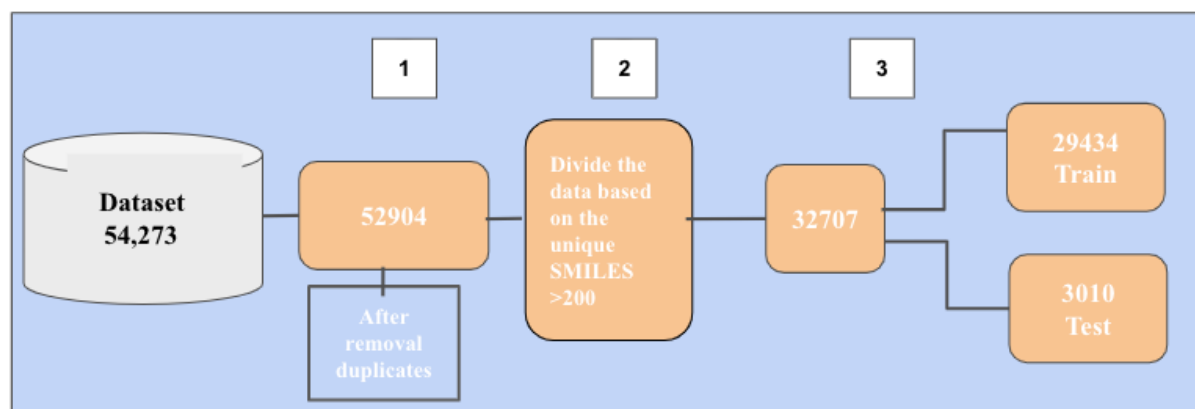 1
2
3
Dataset
54,273
52904
After
removal
duplicates
Divide the
data based
on the
unique
SMILES
>200
32707
29434
Train
3010
Test